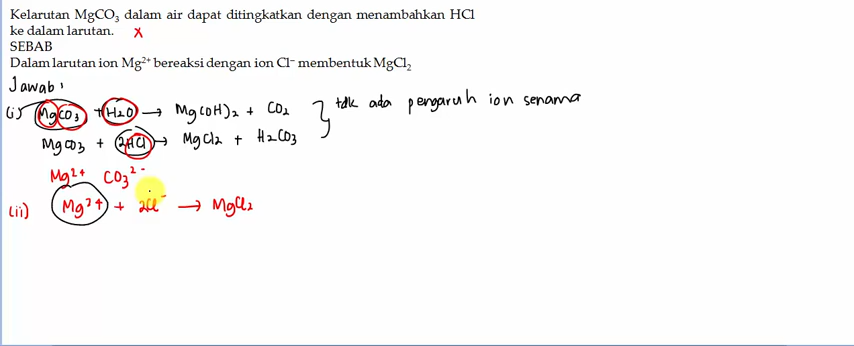 Kelarutan MgCO₃ dalam air dapat ditingkatkan dengan menambahkan HCl
ke dalam larutan. X
SEBAB
Dalam larutan ion Mg²⁺ bereaksi dengan ion Cl⁻ membentuk MgCl₂
Jawab :
(i) MgCO₃ + H₂O → Mg(OH)₂ + CO₂ } tdk ada pengaruh ion senama
MgCO₃ + 2HCl → MgCl₂ + H₂CO₃
Mg²⁺ CO₃²⁻
(ii) Mg²⁺ + 2Cl⁻ → MgCl₂